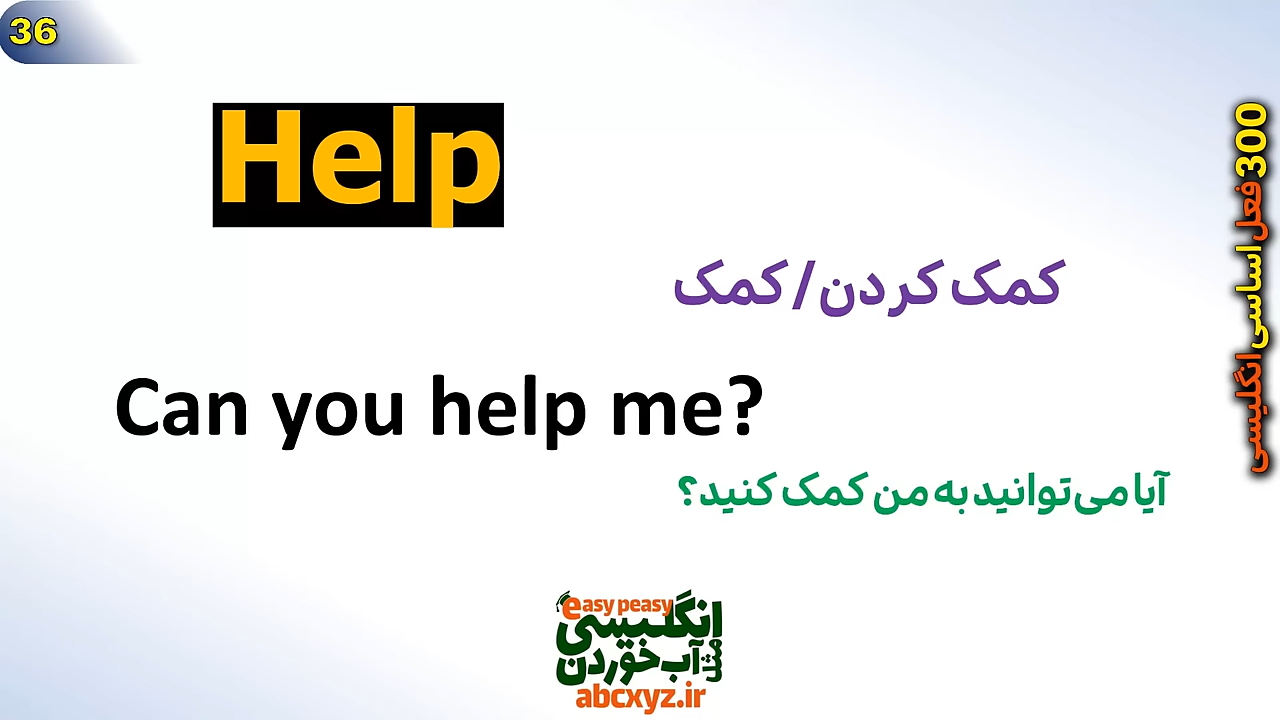 36
Help
کمک کردن / کمک
Can you help me?
آیا می‌توانید به من کمک کنید؟
300 فعل اساسی انگلیسی
easy peasy
انگلیسی
مثل آب خوردن
abcxyz.ir